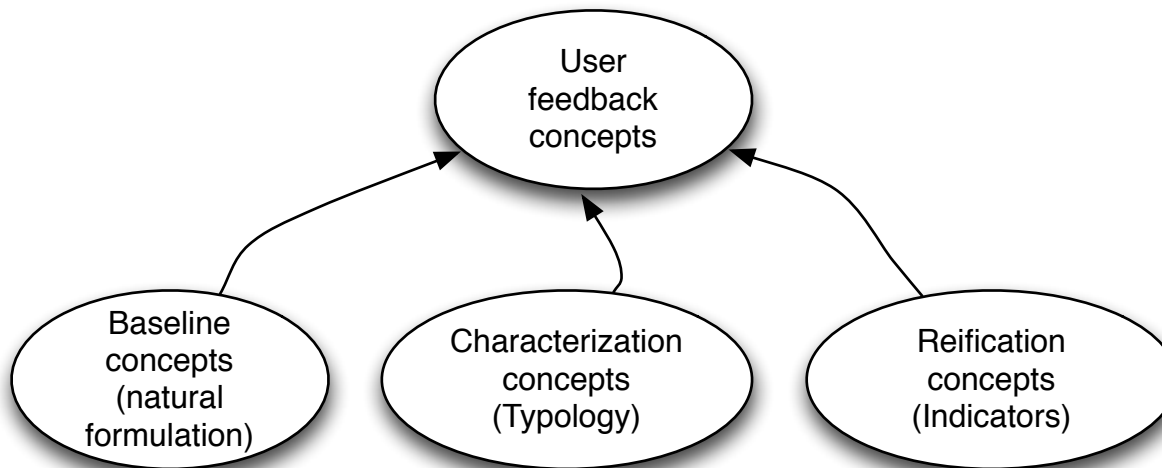 User
feedback
concepts
Baseline
concepts
(natural
formulation)
Characterization
concepts
(Typology)
Reification
concepts
(Indicators)